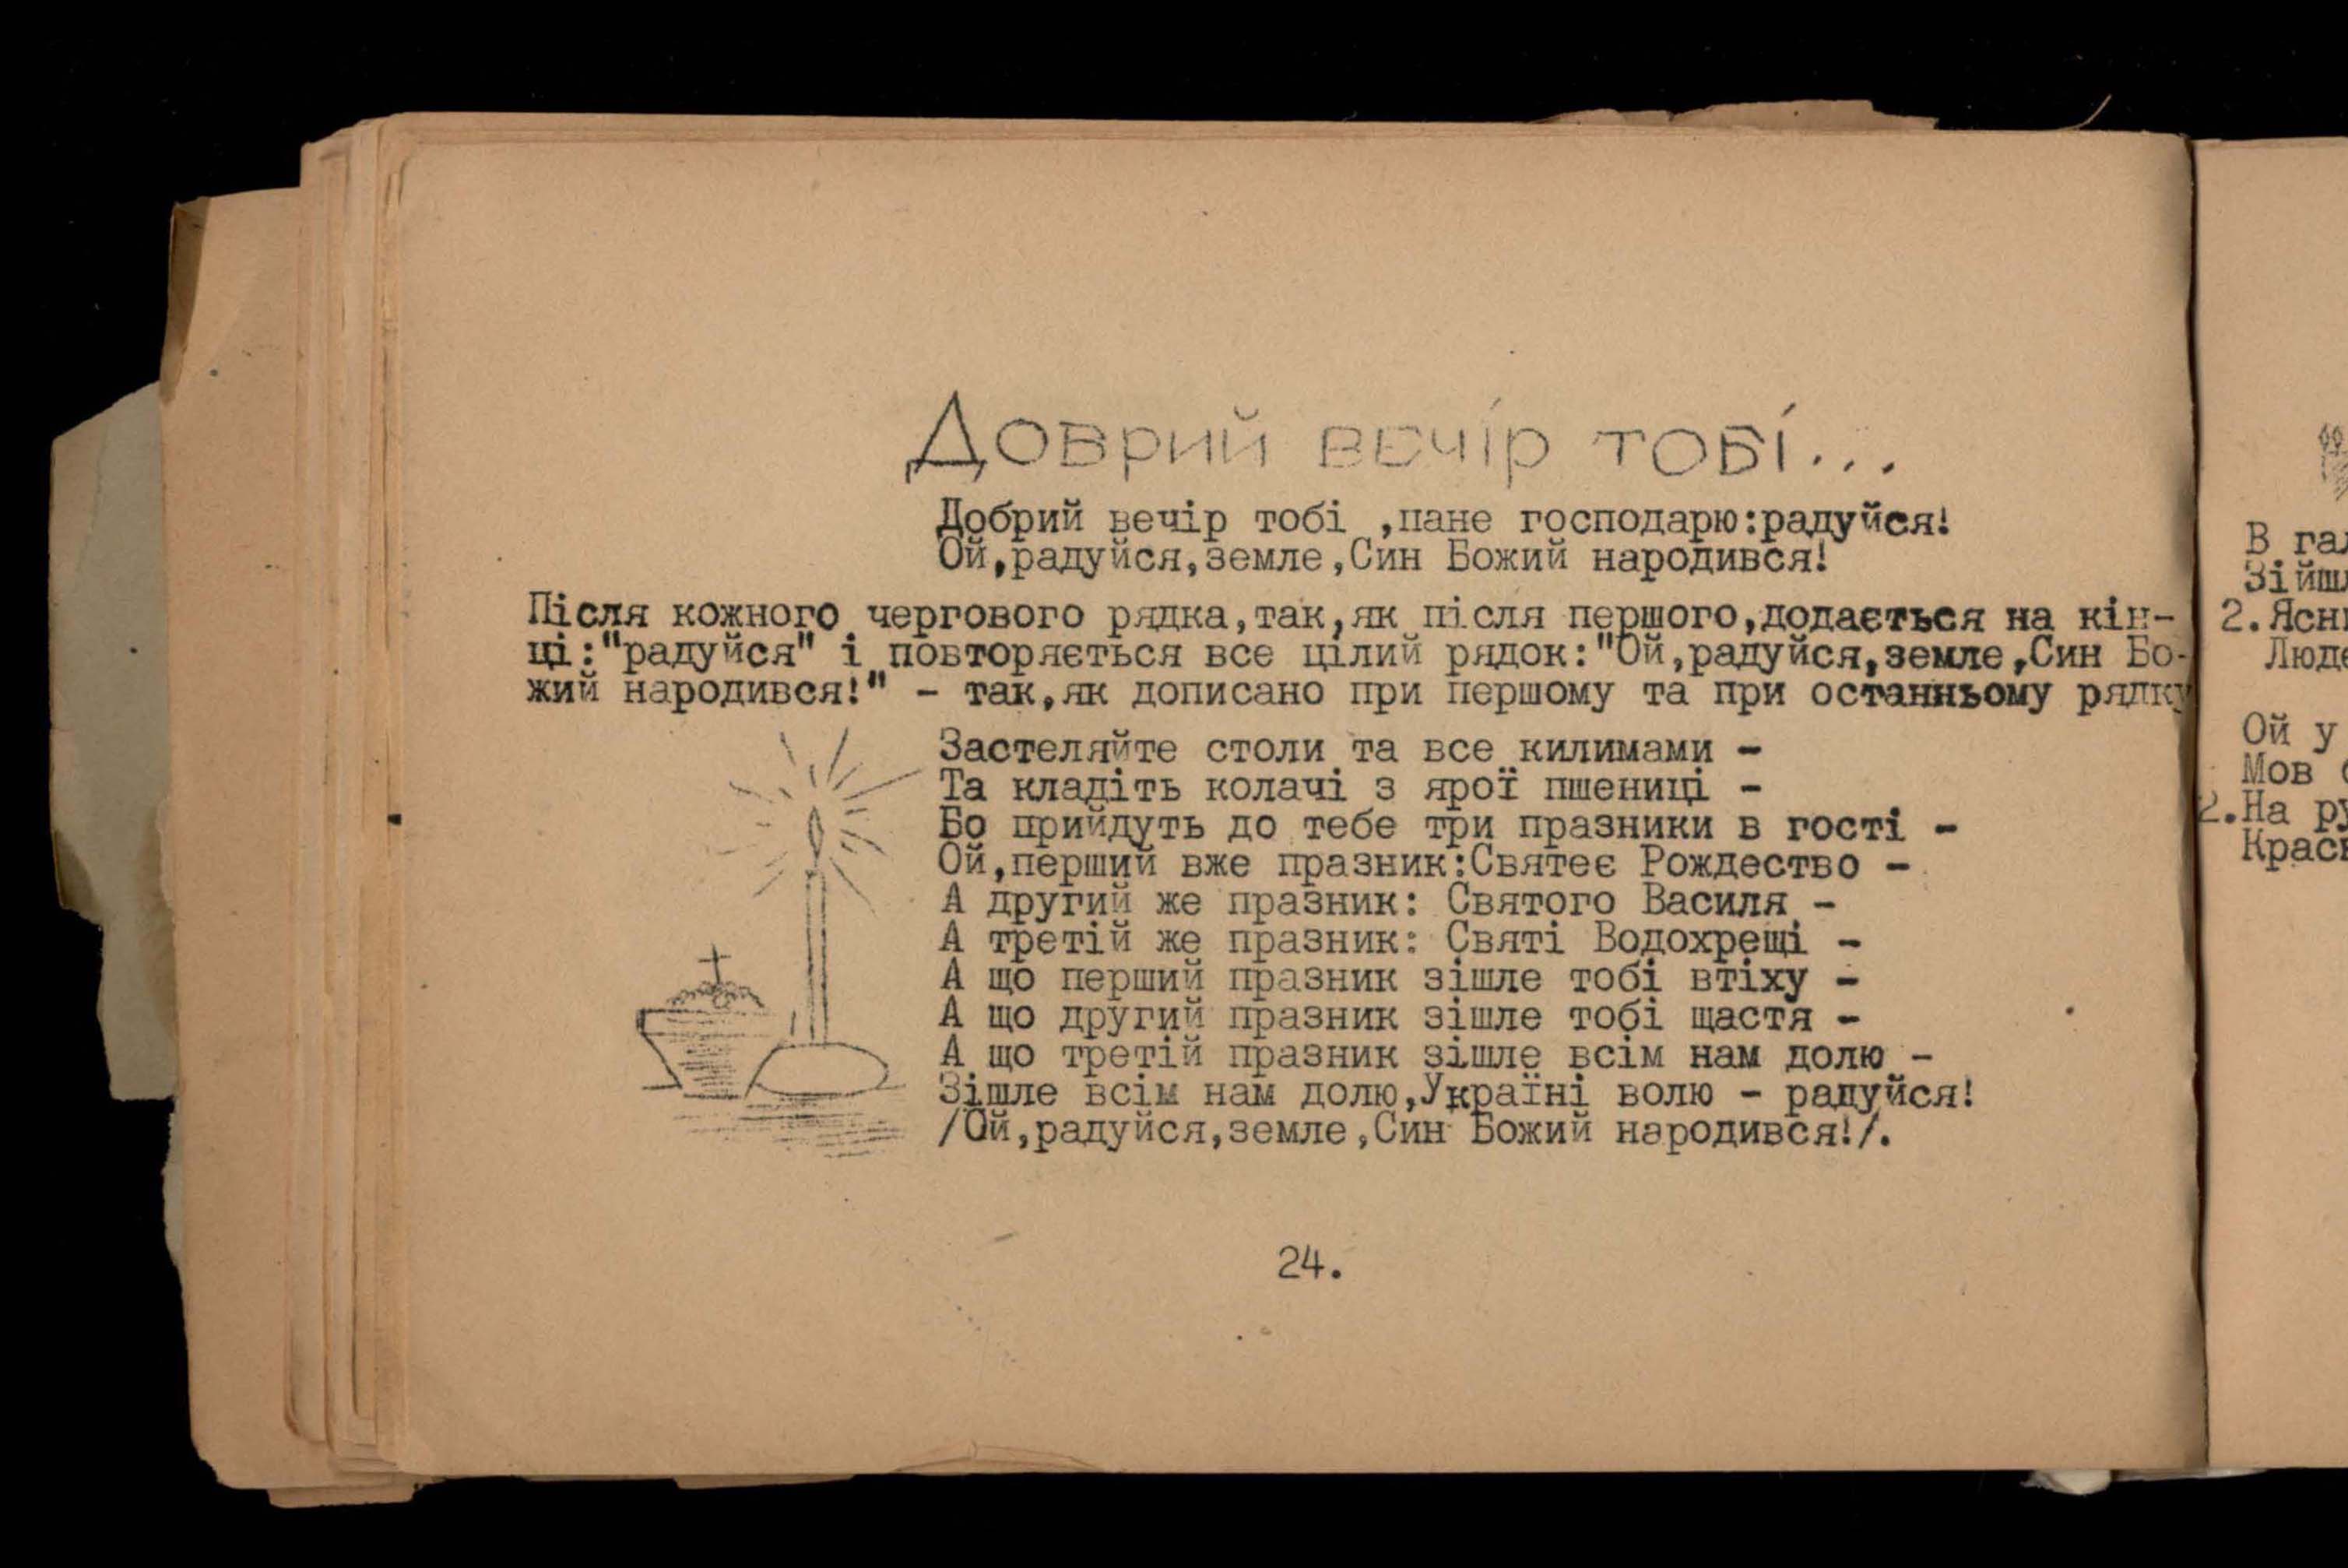 Добрий вечір тобі...
Добрий вечір тобі ,пане господарю:радуйся!
Ой,радуйся,земле,Син Божий народився!
Після кожного чергового рядка,так,як після першого,додається на кін-
ці:"радуйся" і повторяється все цілий рядок:"Ой,радуйся,земле,Син Бо-
жий народився!" - так,як дописано при першому та при останньому рядку
Застеляйте столи та все килимами -
Та кладіть колачі з ярої пшениці -
Бо прийдуть до тебе три празники в гості -
Ой,перший вже празник:Святеє Рождество -
А другий же празник: Святого Василя -
А третій же празник: Святі Водохрещі -
А що перший празник зішле тобі втіху -
А що другий празник зішле тобі щастя -
А що третій празник зішле всім нам долю -
Зішле всім нам долю,Україні волю - радуйся!
/Ой,радуйся,земле,Син Божий народився!/.
24.
В
2.Ясн
Люде
Ой у
Мов
2.На